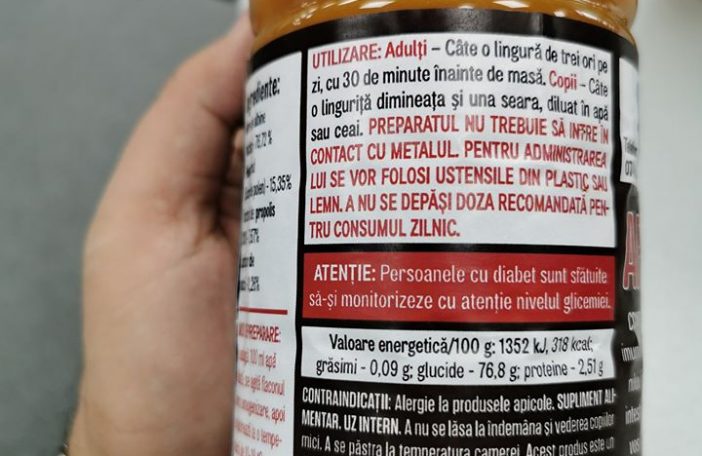 UTILIZARE: Adulți – Câte o lingură de trei ori pe
zi, cu 30 de minute înainte de masă. Copii – Câte
o linguriță dimineața și una seara, diluat în apă
sau ceai. PREPARATUL NU TREBUIE SĂ INTRE ÎN
CONTACT CU METALUL. PENTRU ADMINISTRAREA
LUI SE VOR FOLOSI USTENSILE DIN PLASTIC SAU
LEMN. A NU SE DEPĂȘI DOZA RECOMANDATĂ PEN-
TRU CONSUMUL ZILNIC.
ATENȚIE: Persoanele cu diabet sunt sfătuite
să-și monitorizeze cu atenție nivelul glicemiei.
Valoare energetică/100 g: 1352 kJ, 318 kcal;
grăsimi - 0,09 g; glucide - 76,8 g; proteine - 2,51 g
CONTRAINDICAȚII: Alergie la produsele apicole. SUPLIMENT ALI-
MENTAR. UZ INTERN. A nu se lăsa la îndemâna și vederea copiilor
mici. A se păstra la temperatura camerei. Acest produs este un
- 76,72 %
- 15,35%
propolis
PREPARARE:
100 ml apă
flaconul
apoi